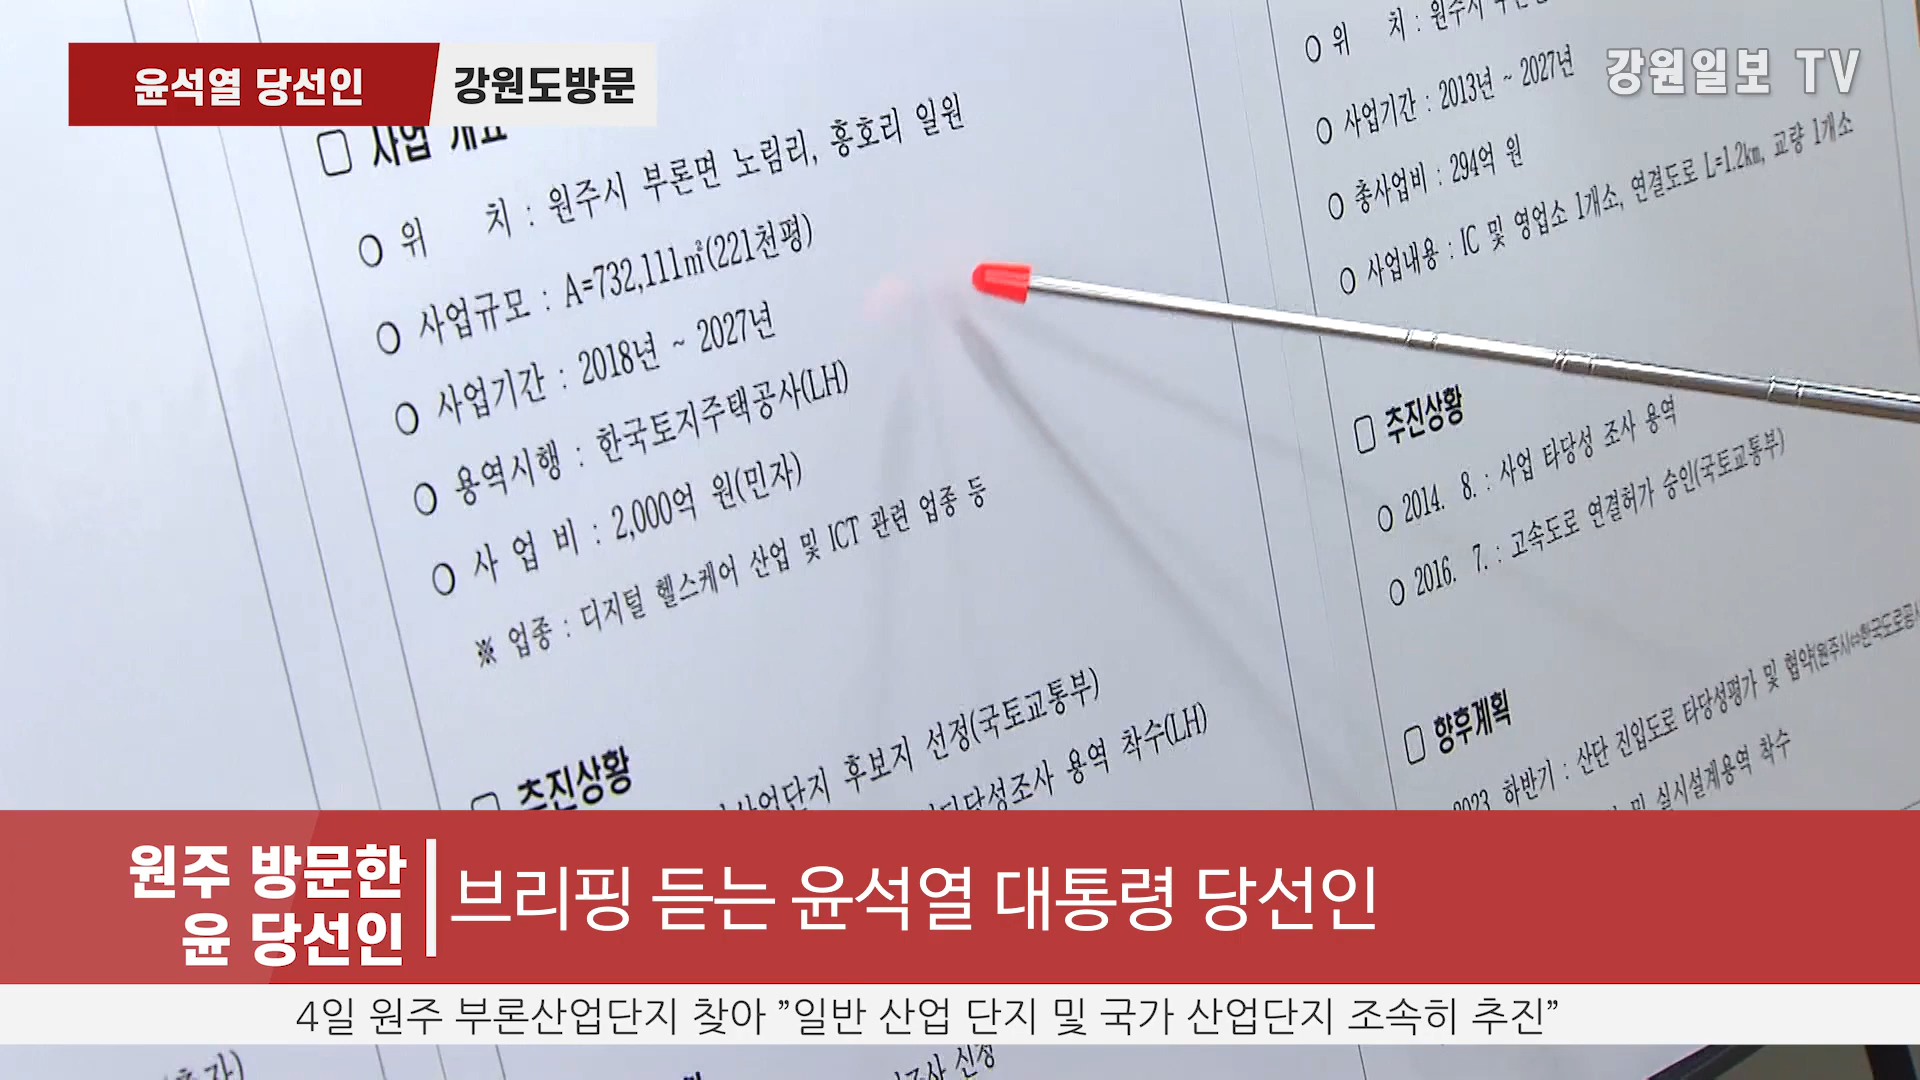 윤석열 당선인 강원도방문
강원일보 TV
□ 사업 개요
○ 위 치 : 원주시 부론면 노림리, 홍호리 일원
○ 사업규모 : A=732,111㎡(221천평)
○ 사업기간 : 2018년 ~ 2027년
○ 용역시행 : 한국토지주택공사(LH)
○ 사 업 비 : 2,000억 원(민자)
※ 업종 : 디지털 헬스케어 산업 및 ICT 관련 업종 등
□ 추진상황
후보지 선정(국토교통부)
용역 착수(LH)
○ 위 치 : 원주시
○ 사업기간 : 2013년 ~ 2027년
○ 총사업비 : 294억 원
○ 사업내용 : IC 및 영업소 1개소, 연결도로 L=1.2km, 교량 1개소
□ 추진상황
○ 2014. 8. : 사업 타당성 조사 용역
○ 2016. 7. : 고속도로 연결허가 승인(국토교통부)
□ 향후계획
2023. 하반기 : 산단 진입도로 타당성평가 및 협약(원주시⇔한국도로공사
및 실시설계용역 착수
원주 방문한
윤 당선인
브리핑 듣는 윤석열 대통령 당선인
4일 원주 부론산업단지 찾아 ”일반 산업 단지 및 국가 산업단지 조속히 추진”
신청